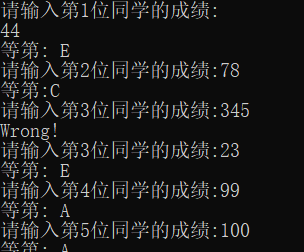 请输入第1位同学的成绩:
44
等第: E
请输入第2位同学的成绩:78
等第:C
请输入第3位同学的成绩:345
Wrong!
请输入第3位同学的成绩:23
等第: E
请输入第4位同学的成绩:99
等第: A
请输入第5位同学的成绩:100
等第: A